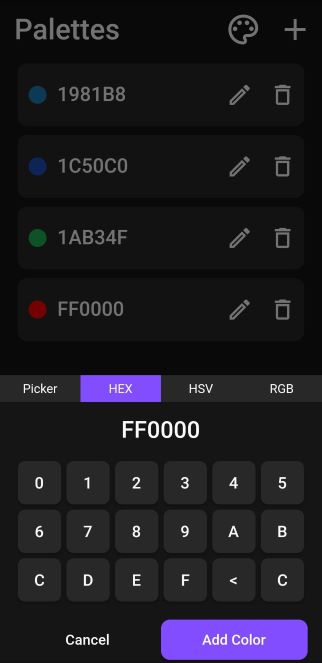 Palettes
1981B8
1C50C0
1AB34F
FF0000
Picker HEX HSV RGB
FF0000
0 1 2 3 4 5
6 7 8 9 A B
C D E F < C
Cancel Add Color